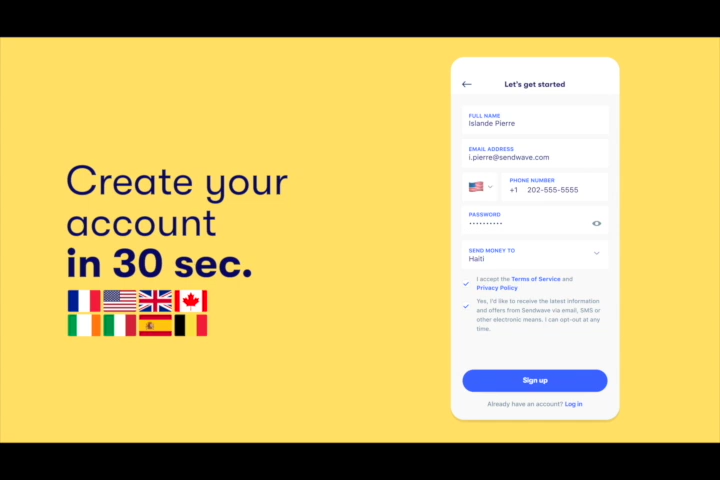 Create your
account
in 30 sec.
Let's get started
FULL NAME
Islande Pierre
EMAIL ADDRESS
i.pierre@sendwave.com
PHONE NUMBER
+1 202-555-5555
PASSWORD
••••••••••
SEND MONEY TO
Haiti
I accept the Terms of Service and
Privacy Policy
Yes, I'd like to receive the latest information
and offers from Sendwave via email, SMS or
other electronic means. I can opt-out at any
time.
Sign up
Already have an account? Log in